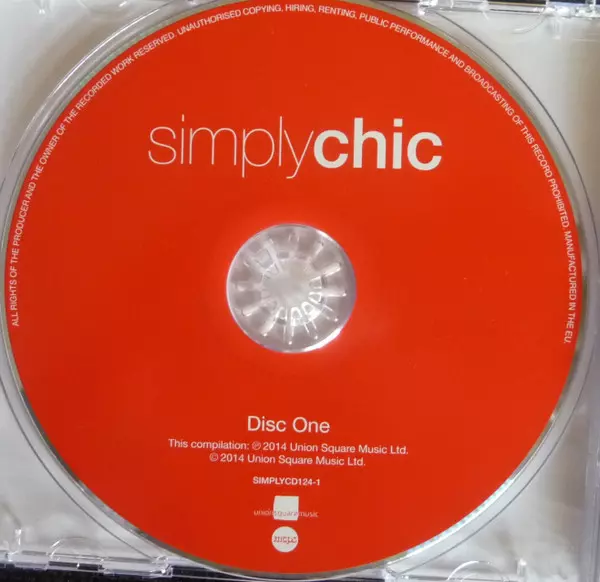 ALL RIGHTS OF THE PRODUCER AND THE OWNER OF THE RECORDED WORK RESERVED. UNAUTHORISED COPYING, HIRING, RENTING, PUBLIC PERFORMANCE AND BROADCASTING OF THIS RECORD PROHIBITED. MANUFACTURED IN THE EU.
simplychic
Disc One
This compilation: ℗ 2014 Union Square Music Ltd.
© 2014 Union Square Music Ltd.
SIMPLYCD124-1
unionsquaremusic
mcps